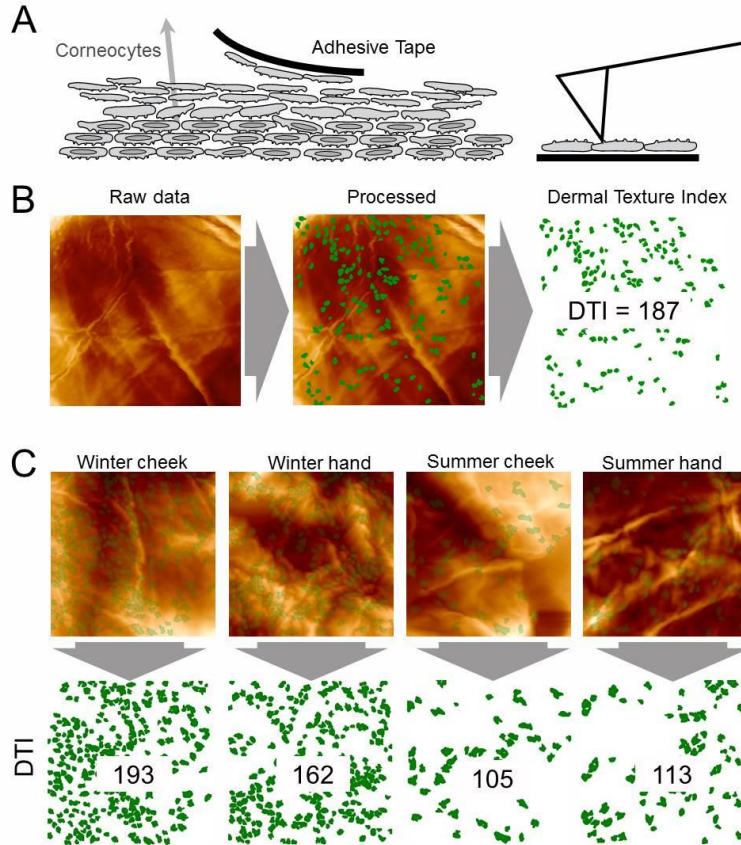 A
Corneocytes
Adhesive Tape
B
Raw data
Processed
Dermal Texture Index
DTI = 187
C
Winter cheek
Winter hand
Summer cheek
Summer hand
DTI
193
162
105
113